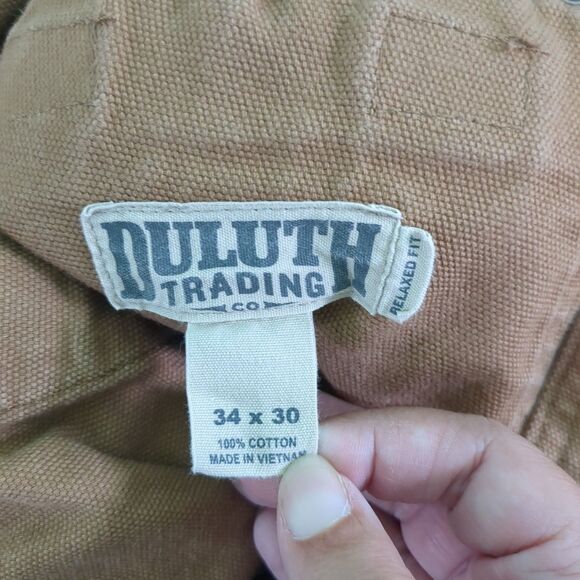 DULUTH
TRADING
CO
RELAXED FIT
34 x 30
100% COTTON
MADE IN VIETNAM